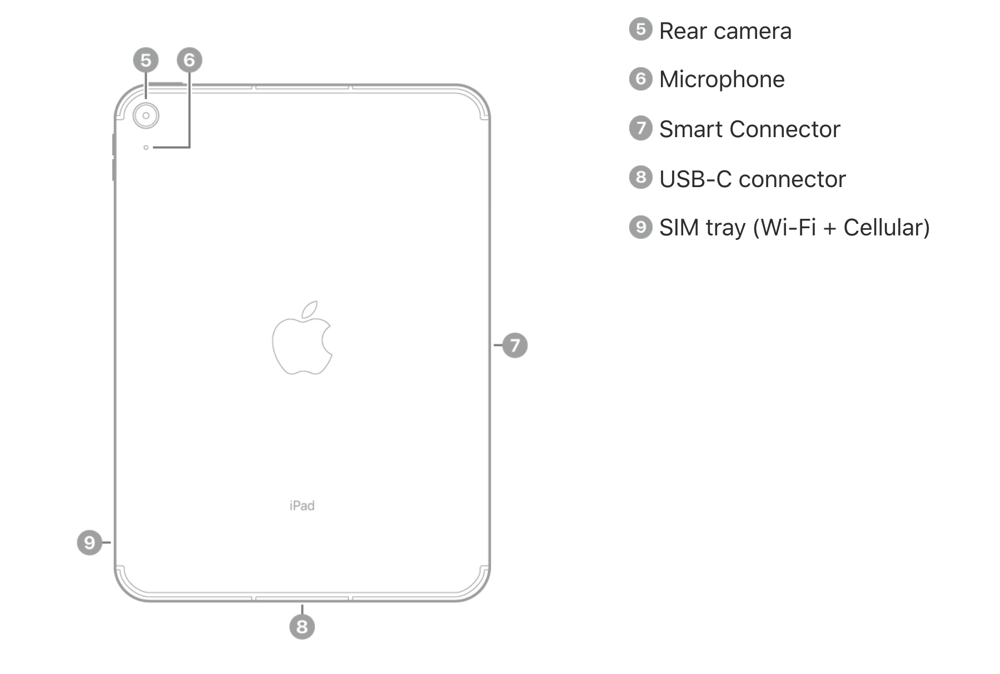 5 6
7
iPad
9
8
5 Rear camera
6 Microphone
7 Smart Connector
8 USB-C connector
9 SIM tray (Wi-Fi + Cellular)